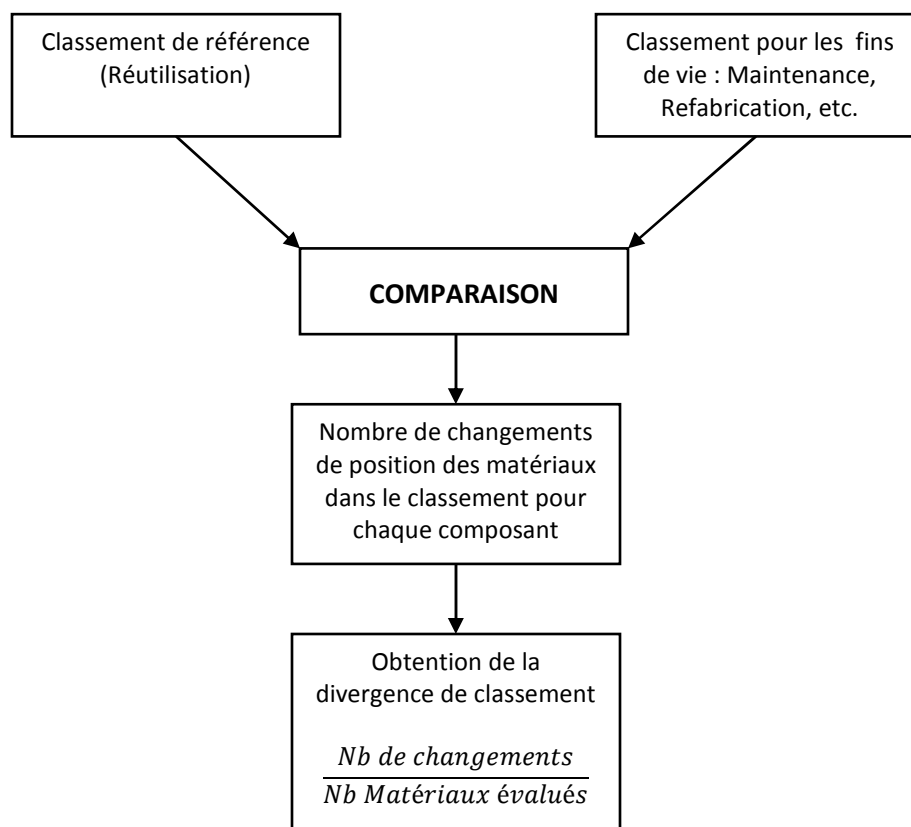 Classement de référence
(Réutilisation)
Classement pour les fins
de vie : Maintenance,
Refabrication, etc.
COMPARAISON
Nombre de changements
de position des matériaux
dans le classement pour
chaque composant
Obtention de la
divergence de classement
Nb de changements
Nb Matériaux évalués